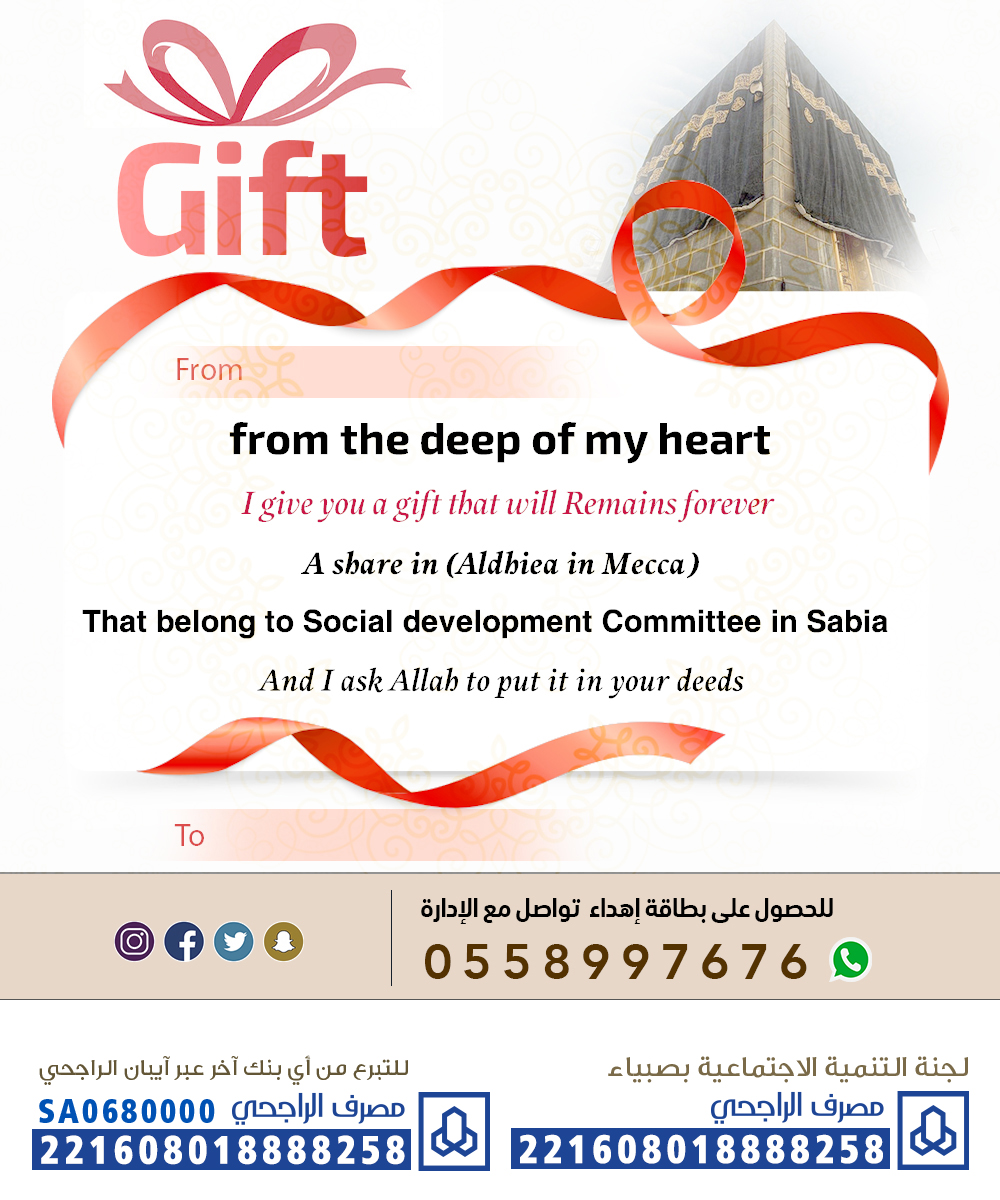 Gift
From
from the deep of my heart
I give you a gift that will Remains forever
A share in (Aldhiea in Mecca)
That belong to Social development Committee in Sabia
And I ask Allah to put it in your deeds
To
للحصول على بطاقة إهداء تواصل مع الإدارة
0558997676
لجنة التنمية الاجتماعية بصبياء
مصرف الراجحي
221608018888258
للتبرع من أي بنك آخر عبر آيبان الراجحي
مصرف الراجحي SA0680000
221608018888258